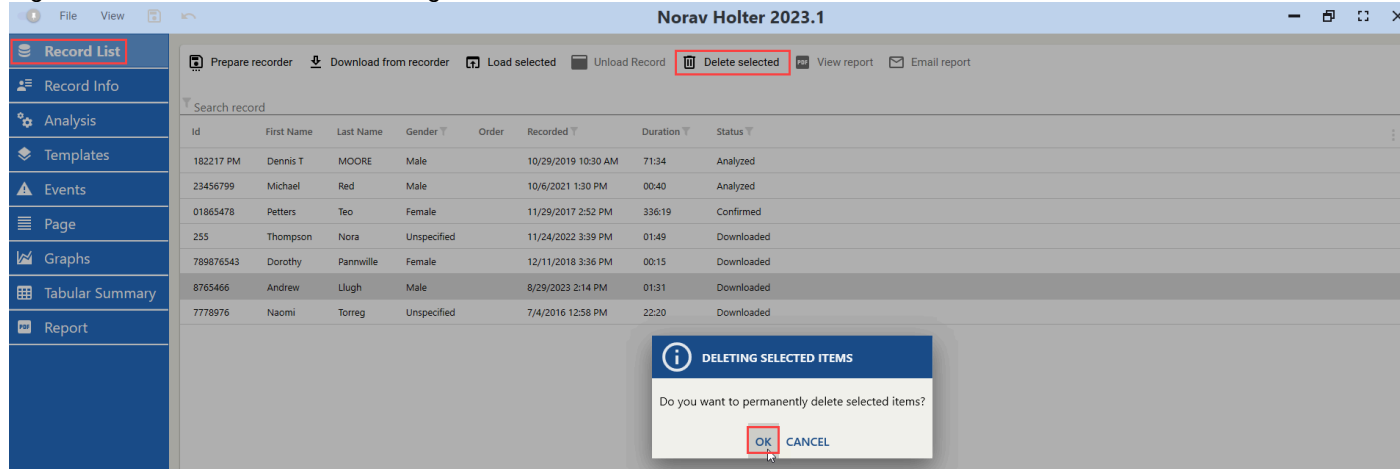 File View Norav Holter 2023.1
Record List
Record Info
Analysis
Templates
Events
Page
Graphs
Tabular Summary
PDF Report
Prepare recorder Download from recorder Load selected Unload Record Delete selected PDF View report Email report
Search record
Id First Name Last Name Gender Order Recorded Duration Status
182217 PM Dennis T MOORE Male 10/29/2019 10:30 AM 71:34 Analyzed
23456799 Michael Red Male 10/6/2021 1:30 PM 00:40 Analyzed
01865478 Petters Teo Female 11/29/2017 2:52 PM 336:19 Confirmed
255 Thompson Nora Unspecified 11/24/2022 3:39 PM 01:49 Downloaded
789876543 Dorothy Pannwille Female 12/11/2018 3:36 PM 00:15 Downloaded
8765466 Andrew Llugh Male 8/29/2023 2:14 PM 01:31 Downloaded
7778976 Naomi Torreg Unspecified 7/4/2016 12:58 PM 22:20 Downloaded
DELETING SELECTED ITEMS
Do you want to permanently delete selected items?
OK CANCEL